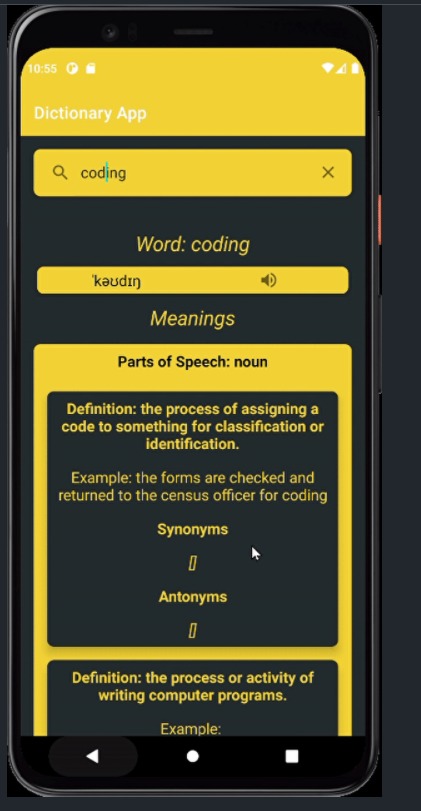 10:55
Dictionary App
coding
Word: coding
ˈkəʊdɪŋ
Meanings
Parts of Speech: noun
Definition: the process of assigning a
code to something for classification or
identification.
Example: the forms are checked and
returned to the census officer for coding
Synonyms
[]
Antonyms
[]
Definition: the process or activity of
writing computer programs.
Example: